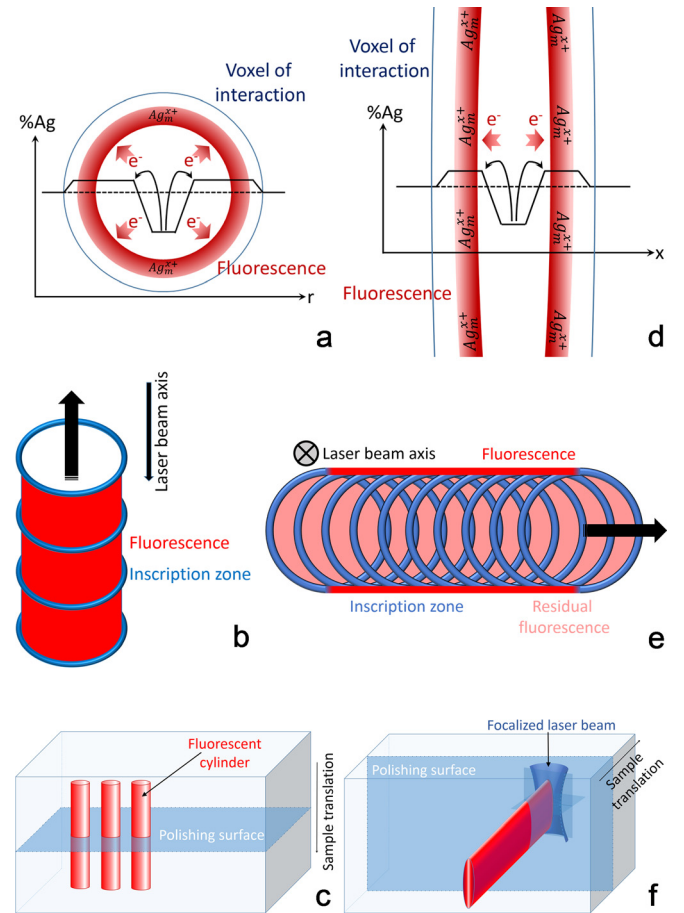 Voxel of
interaction
%Ag
Ag_m^{x+}
e-
e-
e-
e-
Ag_m^{x+}
Fluorescence
r
a
Ag_m^{x+}
Ag_m^{x+}
Voxel of
interaction
%Ag
Ag_m^{x+}
Ag_m^{x+}
e-
e-
Ag_m^{x+}
Ag_m^{x+}
x
Fluorescence
Ag_m^{x+}
Ag_m^{x+}
d
Laser beam axis
Fluorescence
Inscription zone
b
Laser beam axis
Fluorescence
Inscription zone
Residual
fluorescence
e
Fluorescent
cylinder
Polishing surface
Sample translation
c
Focalized laser beam
Polishing surface
Sample
translation
f